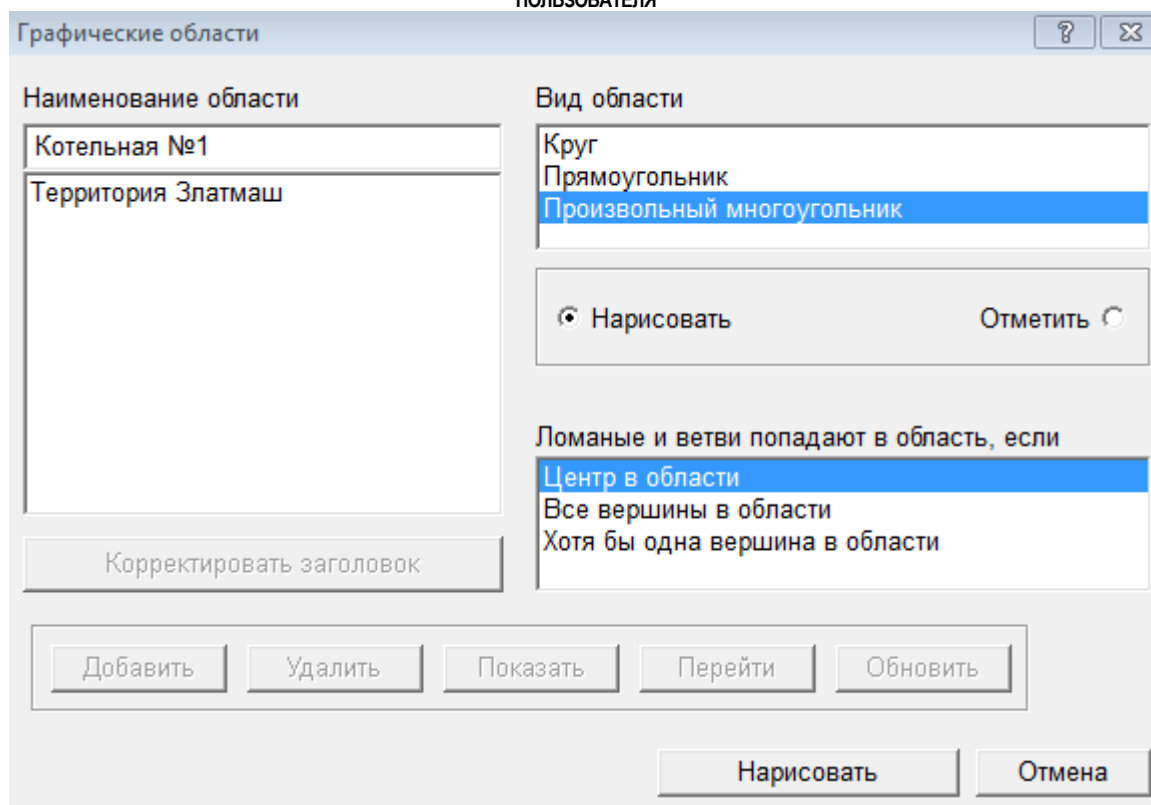 ПОЛЬЗОВАТЕЛЯ
Графические области
Наименование области
Котельная №1
Территория Златмаш
Корректировать заголовок
Вид области
Круг
Прямоугольник
Произвольный многоугольник
Нарисовать Отметить
Ломаные и ветви попадают в область, если
Центр в области
Все вершины в области
Хотя бы одна вершина в области
Добавить Удалить Показать Перейти Обновить
Нарисовать Отмена